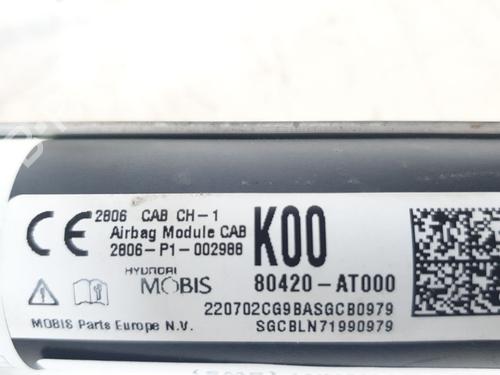 CE 2806 CAB CH-1
Airbag Module CAB
2806-P1-002988
K00
HYUNDAI
MOBIS
80420-AT000
220702CG9BASGCB0979
MOBIS Parts Europe N.V.
SGCBLN71990979